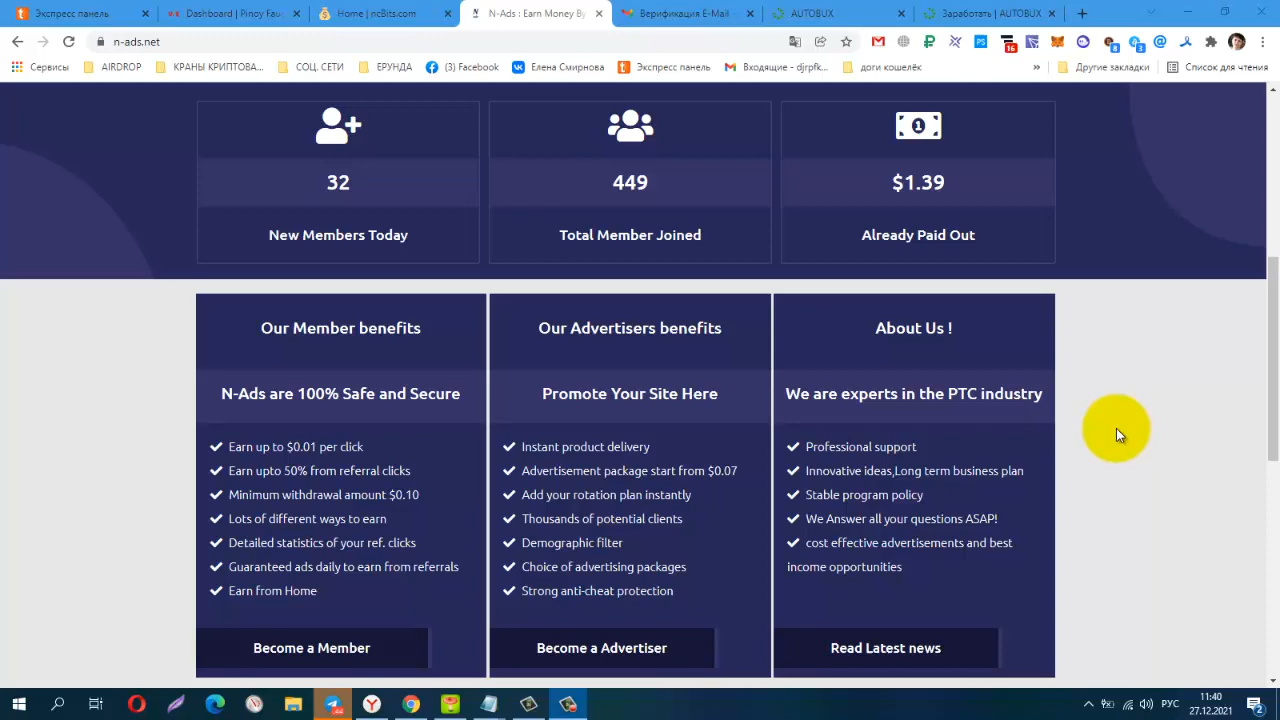 Экспресс панель
Dashboard | Pinoy Fau
Home | ncBits.com
N-Ads : Earn Money By
Верификация E-Mail
AUTOBUX
Заработать | AUTOBUX
n-ads.net
16
8
3
Сервисы
AIRDROP
КРАНЫ КРИПТОВА...
СОЦ. СЕТИ
ЕРУНДА
(3) Facebook
Елена Смирнова
Экспресс панель
Входящие - djrpfk...
доги кошелёк
»
Другие закладки
Список для чтения
1
32
449
$1.39
New Members Today
Total Member Joined
Already Paid Out
Our Member benefits
N-Ads are 100% Safe and Secure
Earn up to $0.01 per click
Earn upto 50% from referral clicks
Minimum withdrawal amount $0.10
Lots of different ways to earn
Detailed statistics of your ref. clicks
Guaranteed ads daily to earn from referrals
Earn from Home
Become a Member
Our Advertisers benefits
Promote Your Site Here
Instant product delivery
Advertisement package start from $0.07
Add your rotation plan instantly
Thousands of potential clients
Demographic filter
Choice of advertising packages
Strong anti-cheat protection
Become a Advertiser
About Us !
We are experts in the PTC industry
Professional support
Innovative ideas,Long term business plan
Stable program policy
We Answer all your questions ASAP!
cost effective advertisements and best
income opportunities
Read Latest news
РУС
11:40
27.12.2021
2